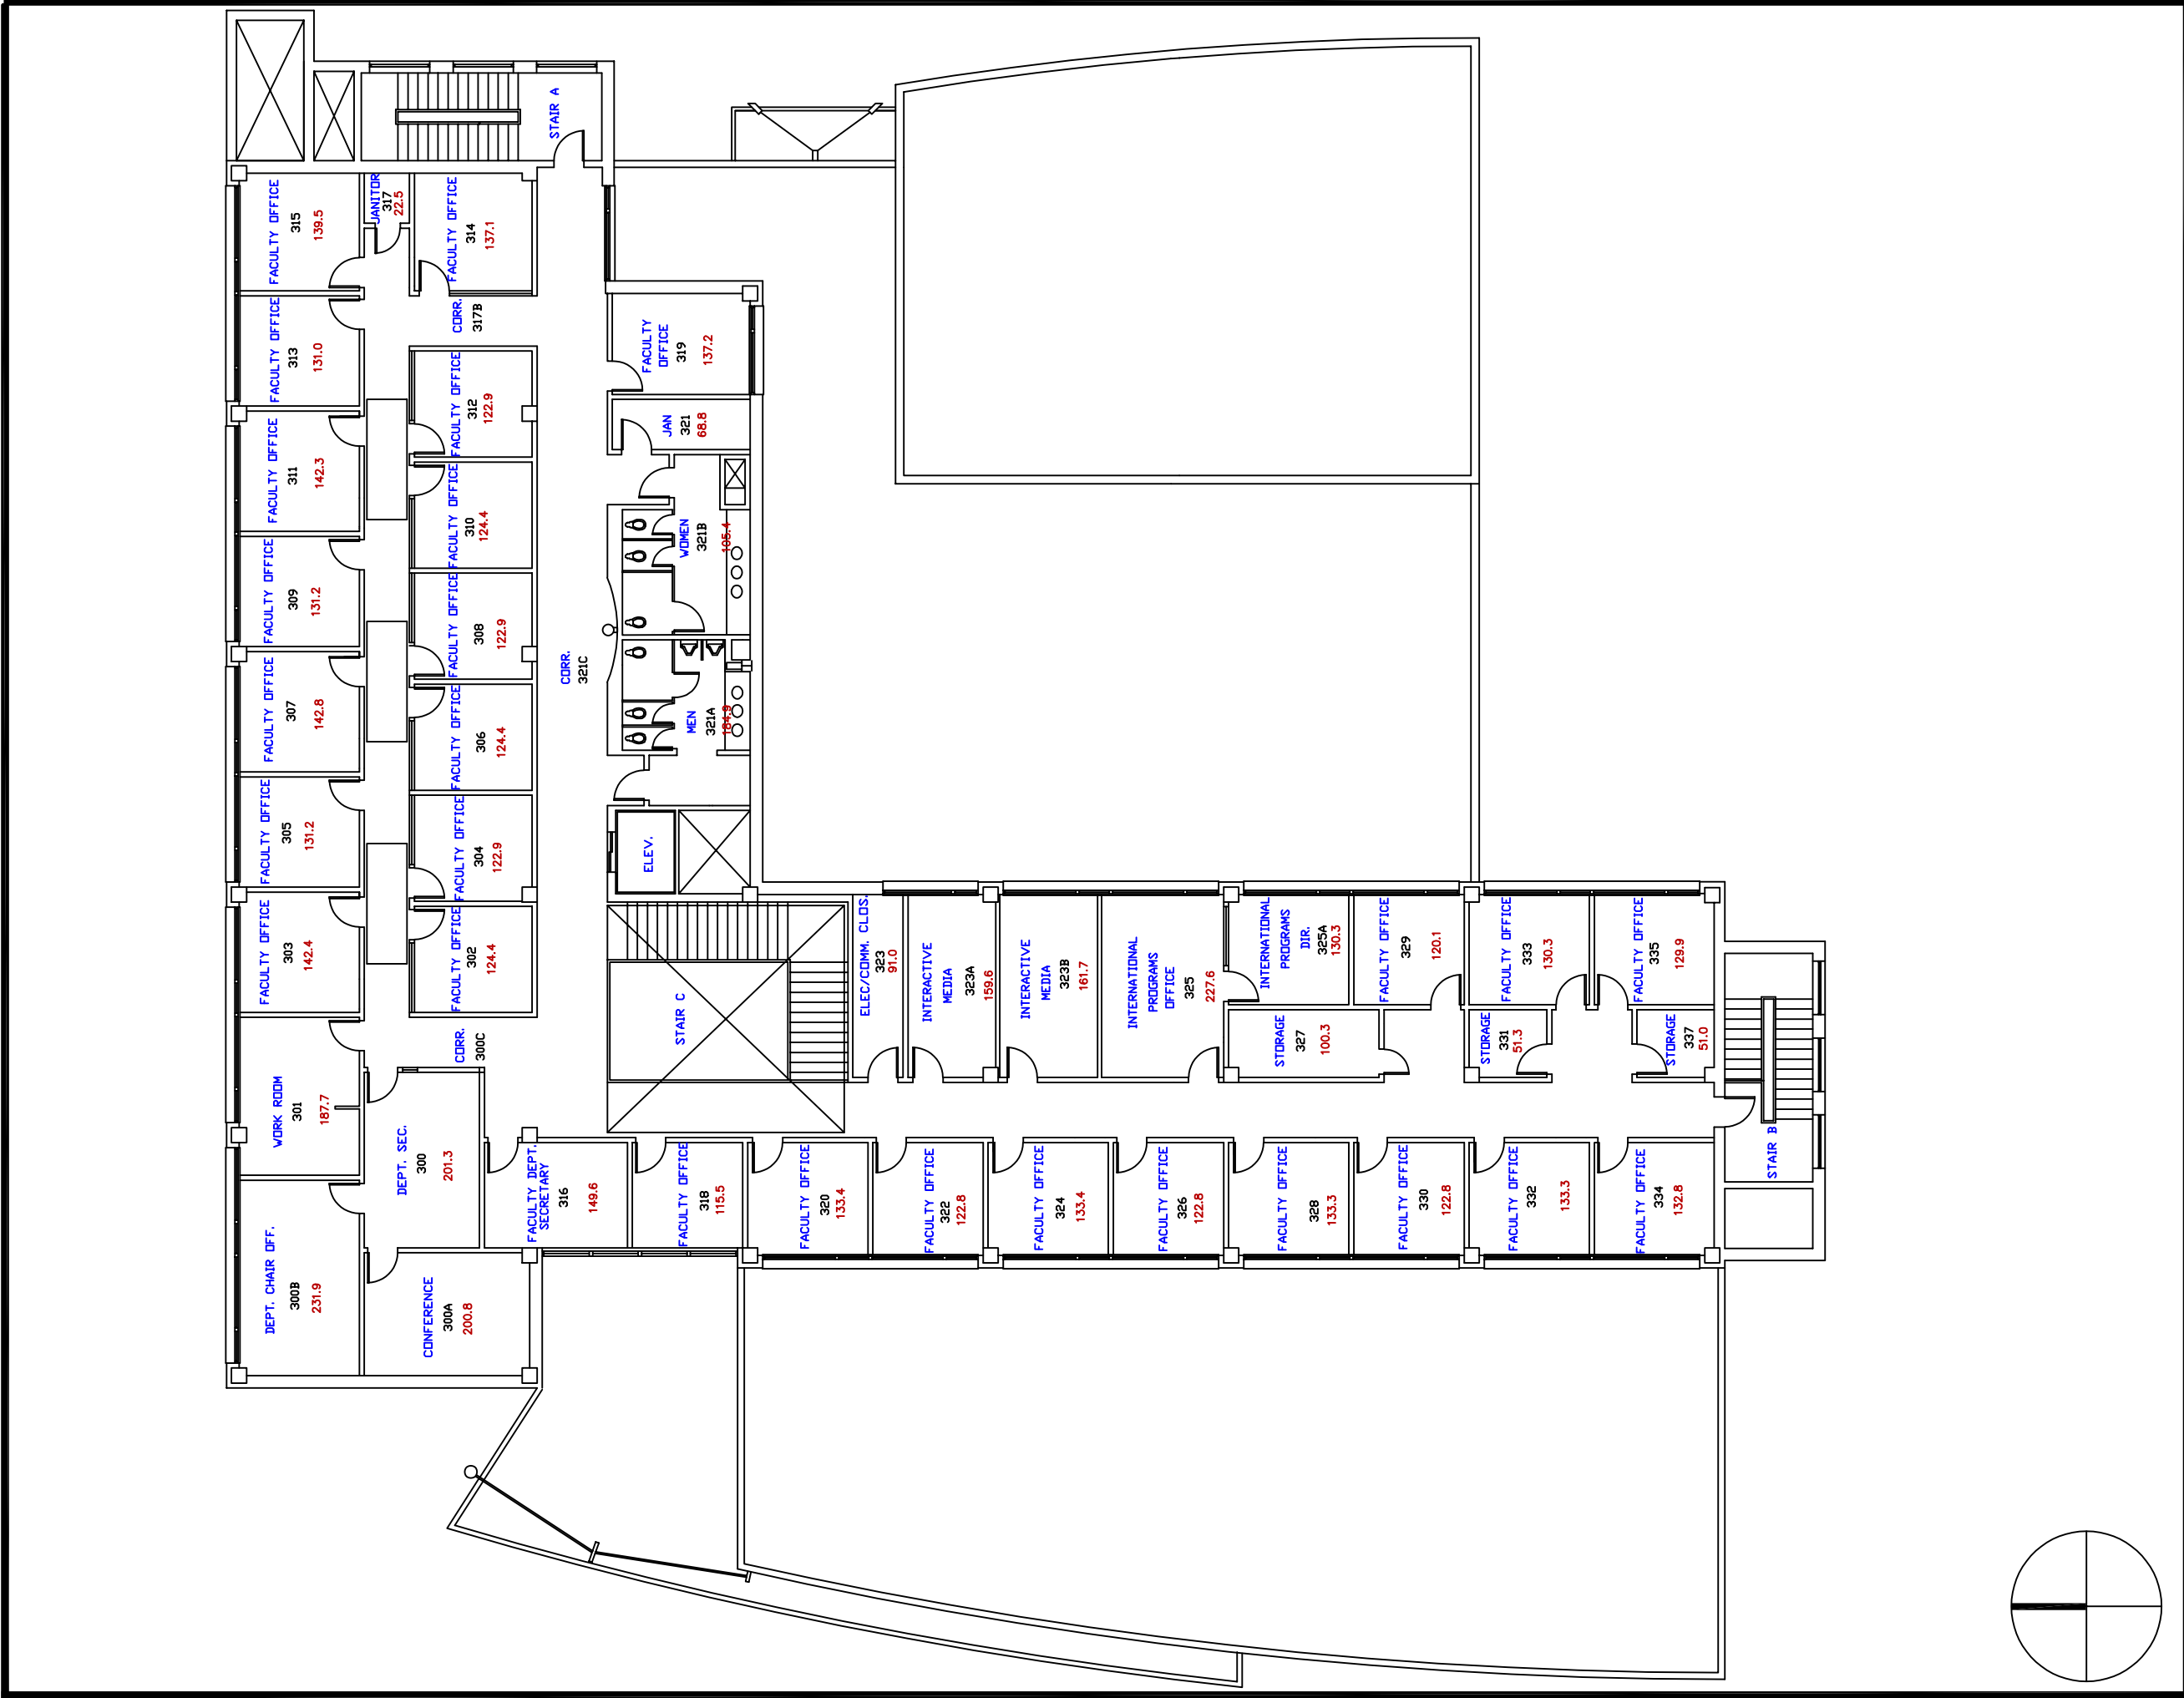 STAIR A
FACULTY OFFICE
315
139.5
JANITOR
317
22.5
FACULTY OFFICE
314
137.1
FACULTY OFFICE
313
131.0
CORR.
317B
FACULTY
OFFICE
319
137.2
FACULTY OFFICE
311
142.3
FACULTY OFFICE
312
122.9
JAN
321
68.8
FACULTY OFFICE
309
131.2
FACULTY OFFICE
310
124.4
WOMEN
321B
105.4
FACULTY OFFICE
307
142.8
FACULTY OFFICE
308
122.9
CORR.
321C
FACULTY OFFICE
306
124.4
MEN
321A
184.9
FACULTY OFFICE
305
131.2
FACULTY OFFICE
304
122.9
ELEV.
FACULTY OFFICE
303
142.4
FACULTY OFFICE
302
124.4
STAIR C
ELEC/COMM. CLOS.
323
91.0
INTERACTIVE
MEDIA
323A
159.6
INTERACTIVE
MEDIA
323B
161.7
INTERNATIONAL
PROGRAMS
OFFICE
325
227.6
INTERNATIONAL
PROGRAMS
DIR.
325A
130.3
FACULTY OFFICE
329
120.1
FACULTY OFFICE
333
130.3
FACULTY OFFICE
335
129.9
STORAGE
327
100.3
STORAGE
331
51.3
STORAGE
337
51.0
CORR.
300C
WORK ROOM
301
187.7
DEPT. SEC.
300
201.3
FACULTY DEPT.
SECRETARY
316
149.6
FACULTY OFFICE
318
115.5
FACULTY OFFICE
320
133.4
FACULTY OFFICE
322
122.8
FACULTY OFFICE
324
133.4
FACULTY OFFICE
326
122.8
FACULTY OFFICE
328
133.3
FACULTY OFFICE
330
122.8
FACULTY OFFICE
332
133.3
FACULTY OFFICE
334
132.8
STAIR B
DEPT. CHAIR OFF.
300B
231.9
CONFERENCE
300A
200.8